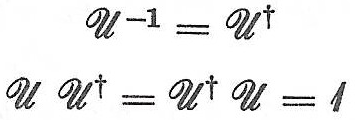 𝒰⁻¹ = 𝒰†
𝒰 𝒰† = 𝒰† 𝒰 = 1